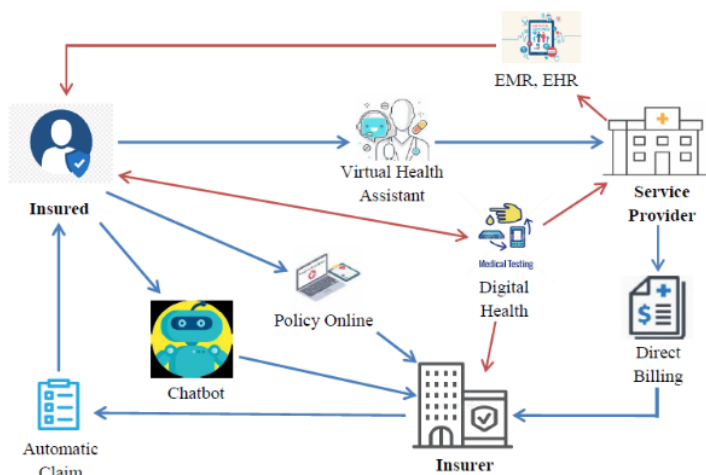 EMR, EHR
Virtual Health
Assistant
Service
Provider
Insured
Medical Testing
Digital
Health
Policy Online
Direct
Billing
Chatbot
Automatic
Claim
Insurer